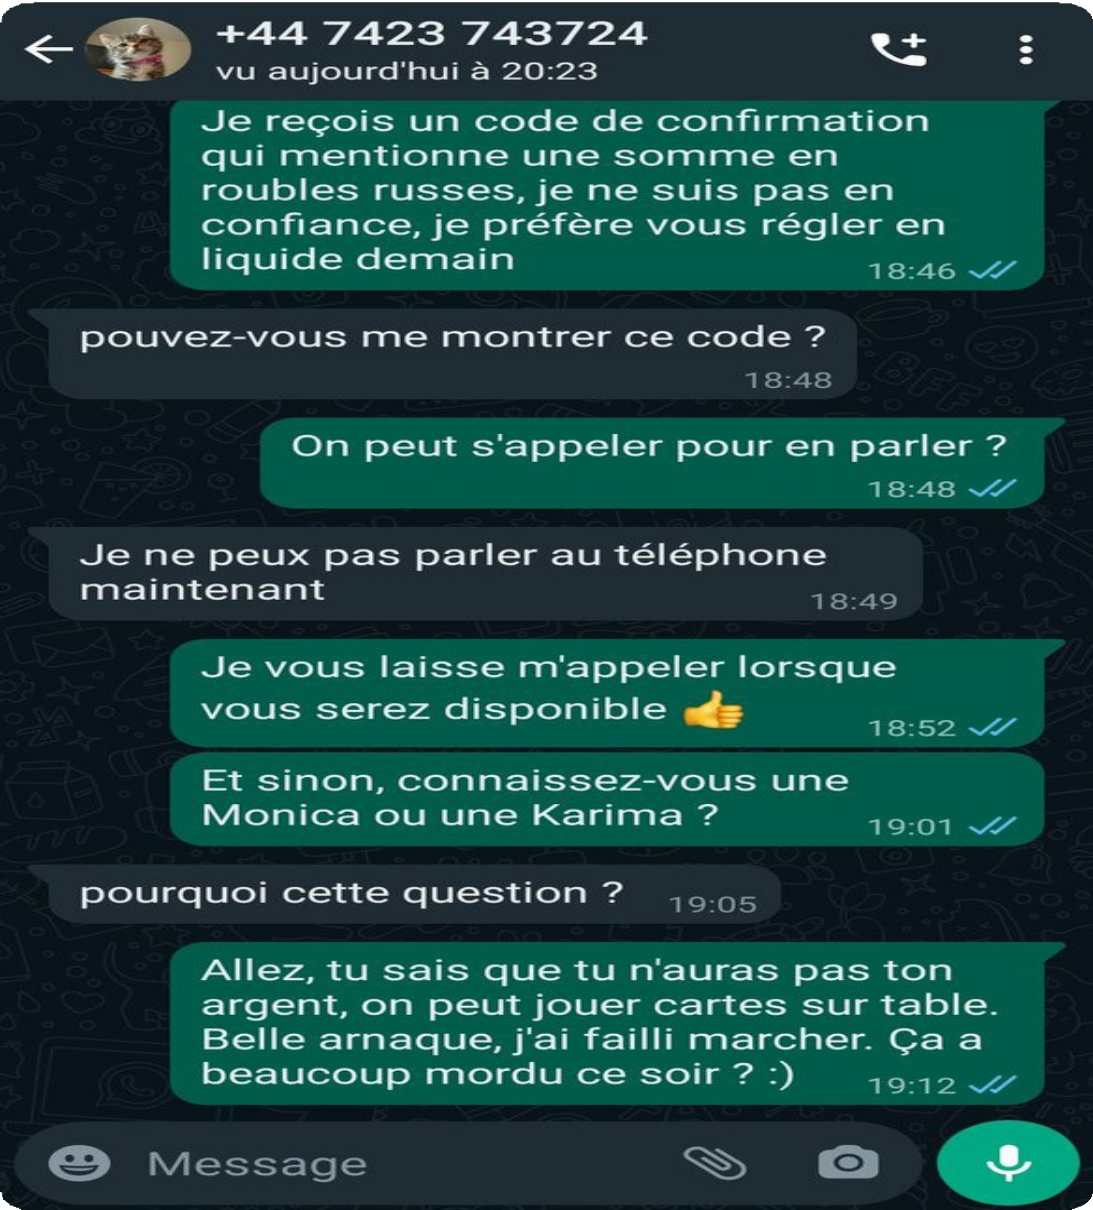 +44 7423 743724
vu aujourd'hui à 20:23
Je reçois un code de confirmation
qui mentionne une somme en
roubles russes, je ne suis pas en
confiance, je préfère vous régler en
liquide demain
18:46
pouvez-vous me montrer ce code ?
18:48
On peut s'appeler pour en parler ?
18:48
Je ne peux pas parler au téléphone
maintenant
18:49
Je vous laisse m'appeler lorsque
vous serez disponible 👍
18:52
Et sinon, connaissez-vous une
Monica ou une Karima ?
19:01
pourquoi cette question ? 19:05
Allez, tu sais que tu n'auras pas ton
argent, on peut jouer cartes sur table.
Belle arnaque, j'ai failli marcher. Ça a
beaucoup mordu ce soir ? :)
19:12
Message